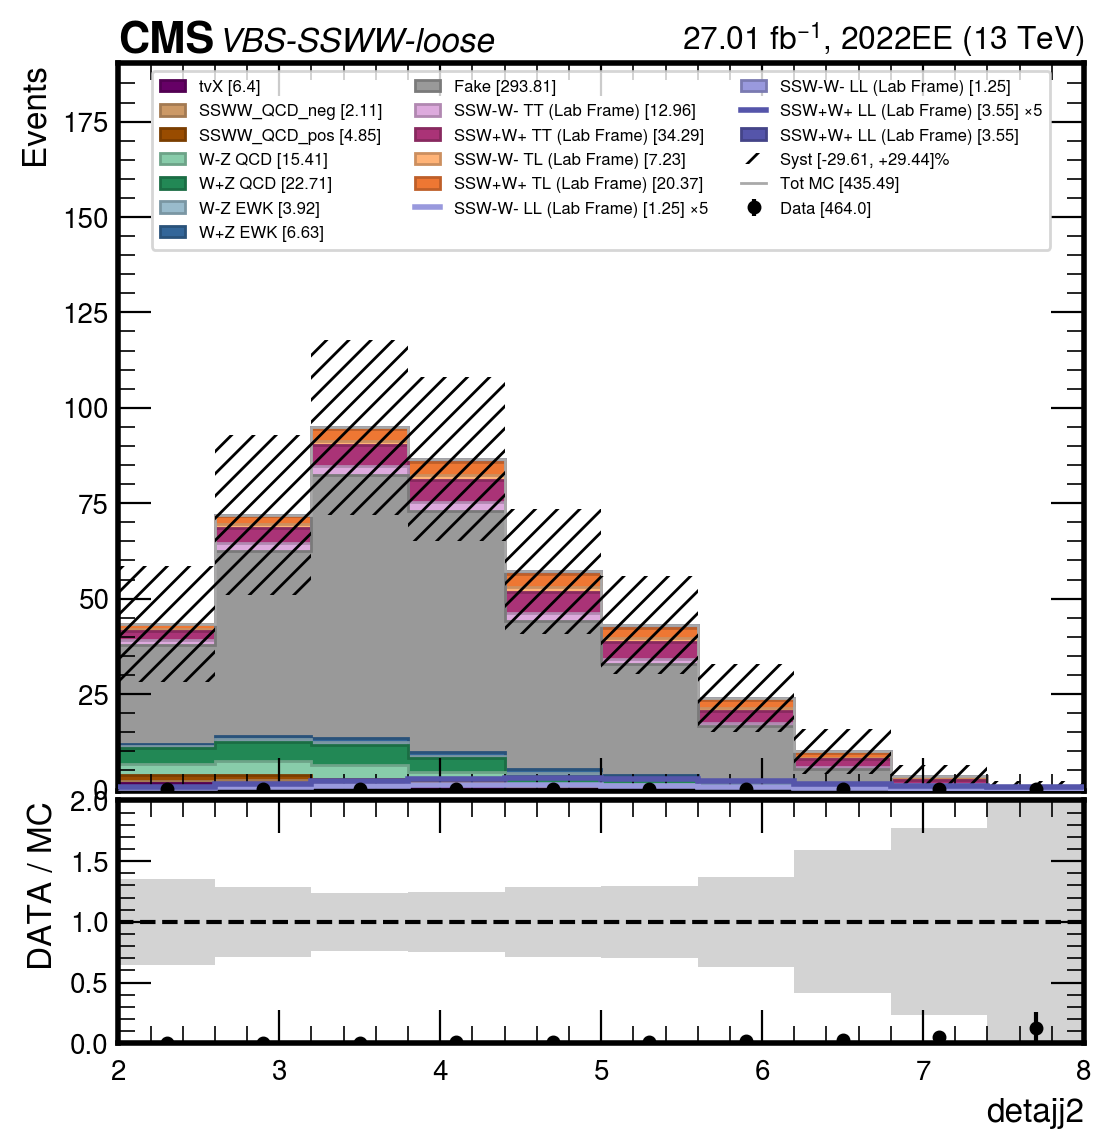 CMS VBS-SSWW-loose 27.01 fb⁻¹, 2022EE (13 TeV)
Events
tvX [6.4]
SSWW_QCD_neg [2.11]
SSWW_QCD_pos [4.85]
W-Z QCD [15.41]
W+Z QCD [22.71]
W-Z EWK [3.92]
W+Z EWK [6.63]
Fake [293.81]
SSW-W- TT (Lab Frame) [12.96]
SSW+W+ TT (Lab Frame) [34.29]
SSW-W- TL (Lab Frame) [7.23]
SSW+W+ TL (Lab Frame) [20.37]
SSW-W- LL (Lab Frame) [1.25] ×5
SSW-W- LL (Lab Frame) [1.25]
SSW+W+ LL (Lab Frame) [3.55] ×5
SSW+W+ LL (Lab Frame) [3.55]
Syst [-29.61, +29.44]%
Tot MC [435.49]
Data [464.0]
175
150
125
100
75
50
25
0
DATA / MC
2.0
1.5
1.0
0.5
0.0
2 3 4 5 6 7 8
detajj2